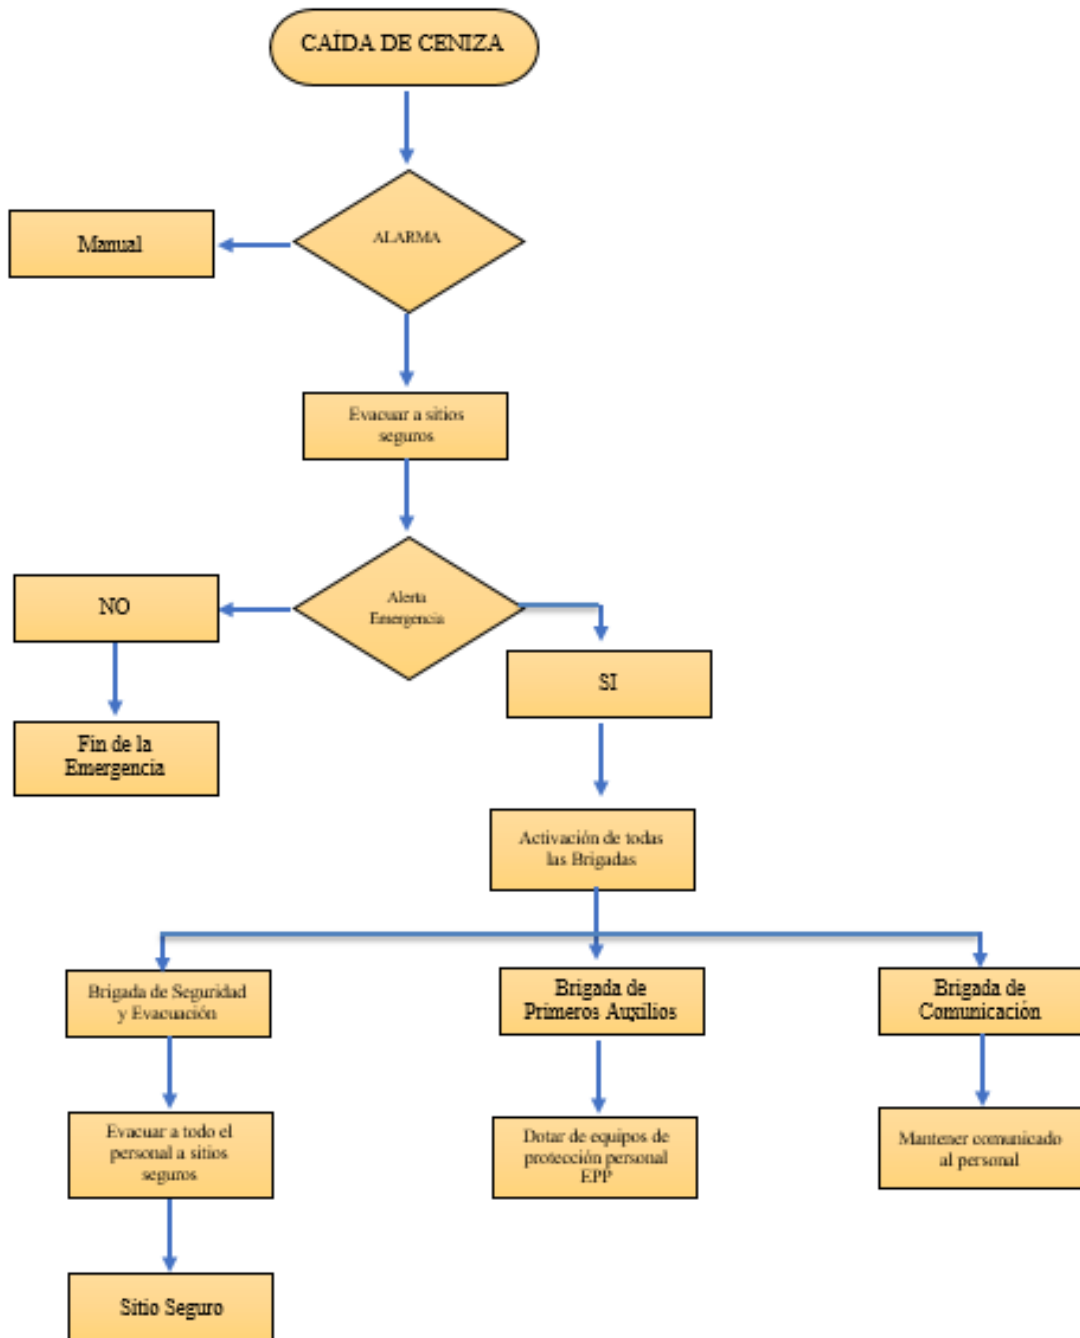 CAÍDA DE CENIZA
ALARMA
Manual
Evacuar a sitios
seguros
Alerta
Emergencia
NO
SI
Fin de la
Emergencia
Activación de todas
las Brigadas
Brigada de Seguridad
y Evacuación
Brigada de
Primeros Auxilios
Brigada de
Comunicación
Evacuar a todo el
personal a sitios
seguros
Dotar de equipos de
protección personal
EPP
Mantener comunicado
al personal
Sitio Seguro